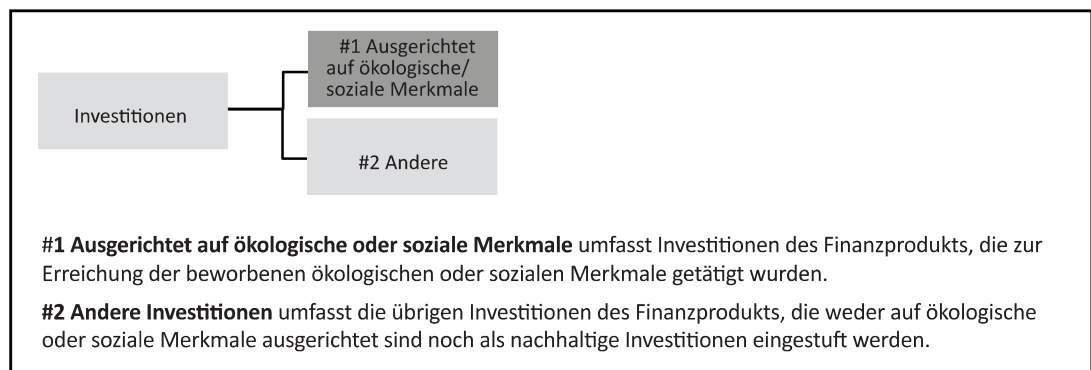 #1 Ausgerichtet
auf ökologische/
soziale Merkmale
Investitionen
#2 Andere
#1 Ausgerichtet auf ökologische oder soziale Merkmale umfasst Investitionen des Finanzprodukts, die zur
Erreichung der beworbenen ökologischen oder sozialen Merkmale getätigt wurden.
#2 Andere Investitionen umfasst die übrigen Investitionen des Finanzprodukts, die weder auf ökologische
oder soziale Merkmale ausgerichtet sind noch als nachhaltige Investitionen eingestuft werden.